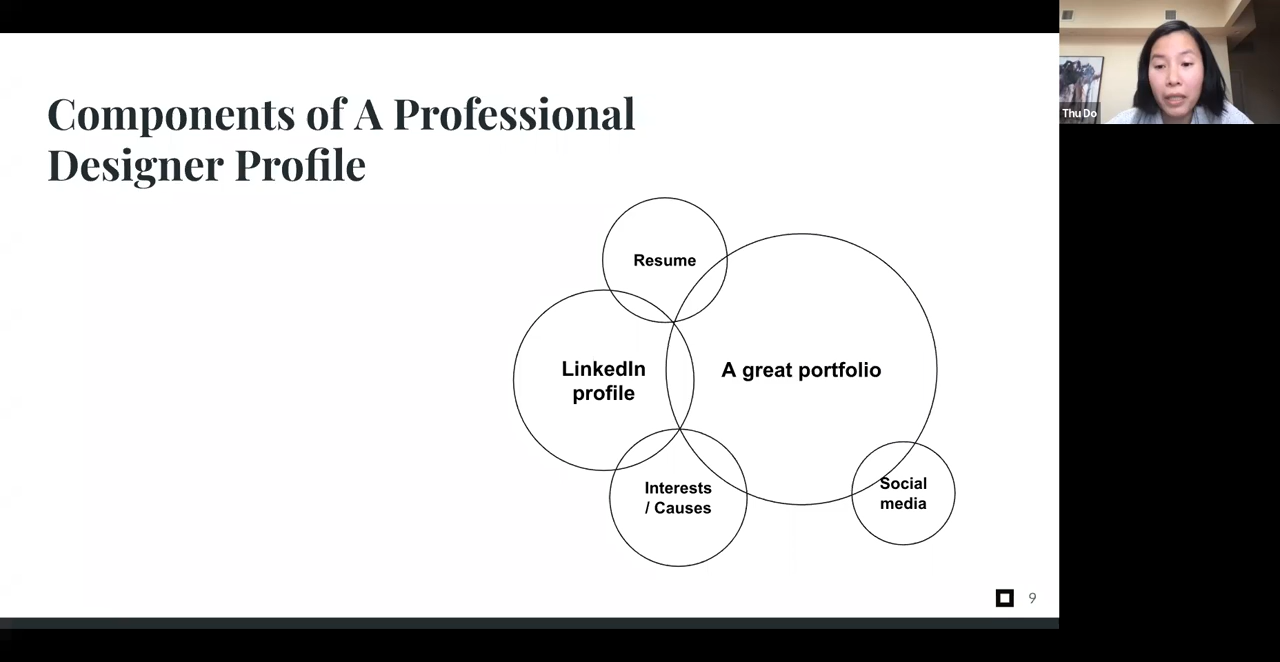 Components of A Professional
Designer Profile
Resume
LinkedIn
profile
A great portfolio
Interests
/ Causes
Social
media
9
Thu Do